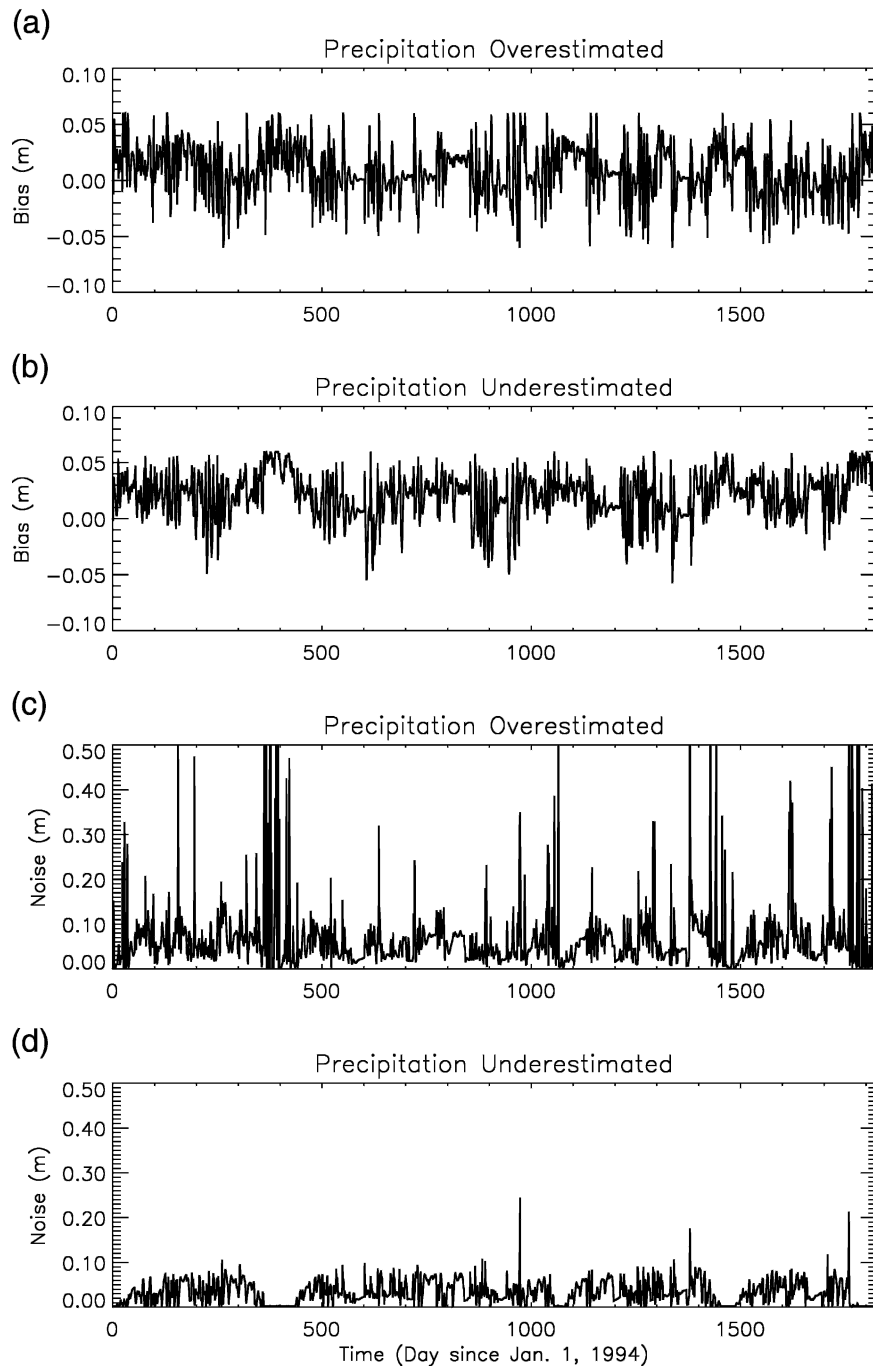 (a)
Precipitation Overestimated
0.10
0.05
0.00
−0.05
−0.10
Bias (m)
0 500 1000 1500
(b)
Precipitation Underestimated
0.10
0.05
0.00
−0.05
−0.10
Bias (m)
0 500 1000 1500
(c)
Precipitation Overestimated
0.50
0.40
0.30
0.20
0.10
0.00
Noise (m)
0 500 1000 1500
(d)
Precipitation Underestimated
0.50
0.40
0.30
0.20
0.10
0.00
Noise (m)
0 500 1000 1500
Time (Day since Jan. 1, 1994)